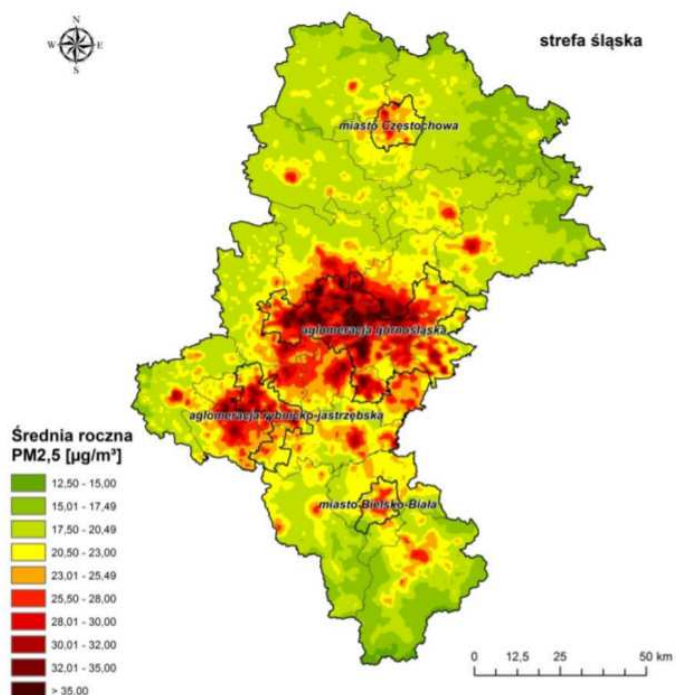 N
W E
S
strefa śląska
miasto Częstochowa
aglomeracja górnośląska
aglomeracja rybnicko-jastrzębska
miasto Bielsko-Biała
Średnia roczna
PM2,5 [µg/m³]
12,50 - 15,00
15,01 - 17,49
17,50 - 20,49
20,50 - 23,00
23,01 - 25,49
25,50 - 28,00
28,01 - 30,00
30,01 - 32,00
32,01 - 35,00
> 35,00
0 12,5 25 50 km